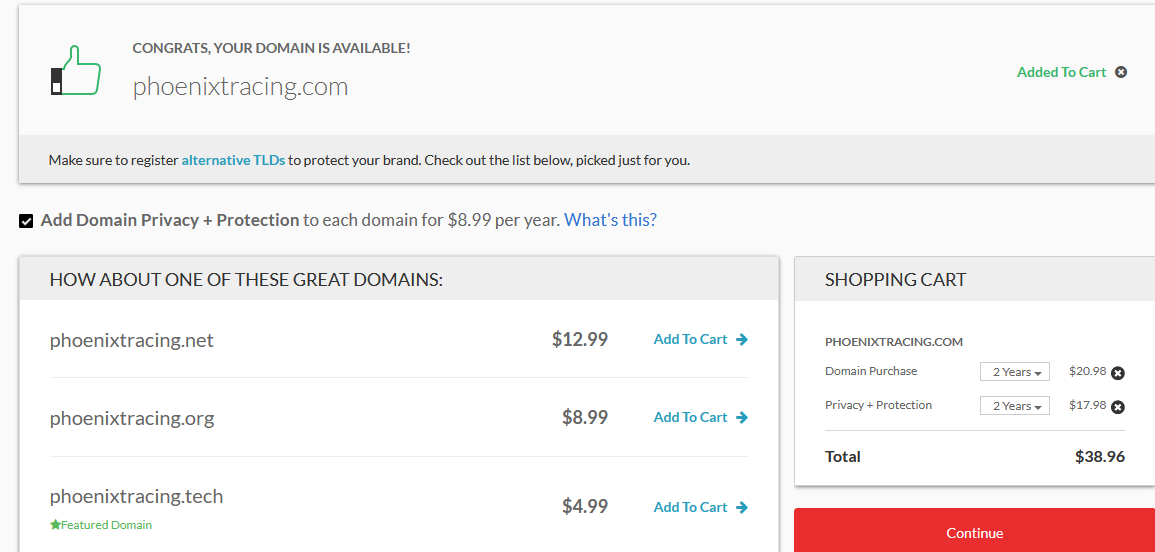 CONGRATS, YOUR DOMAIN IS AVAILABLE!
phoenixtracing.com
Added To Cart
Make sure to register alternative TLDs to protect your brand. Check out the list below, picked just for you.
Add Domain Privacy + Protection to each domain for $8.99 per year. What's this?
HOW ABOUT ONE OF THESE GREAT DOMAINS:
phoenixtracing.net $12.99 Add To Cart
phoenixtracing.org $8.99 Add To Cart
phoenixtracing.tech $4.99 Add To Cart
Featured Domain
SHOPPING CART
PHOENIXTRACING.COM
Domain Purchase 2 Years $20.98
Privacy + Protection 2 Years $17.98
Total $38.96
Continue